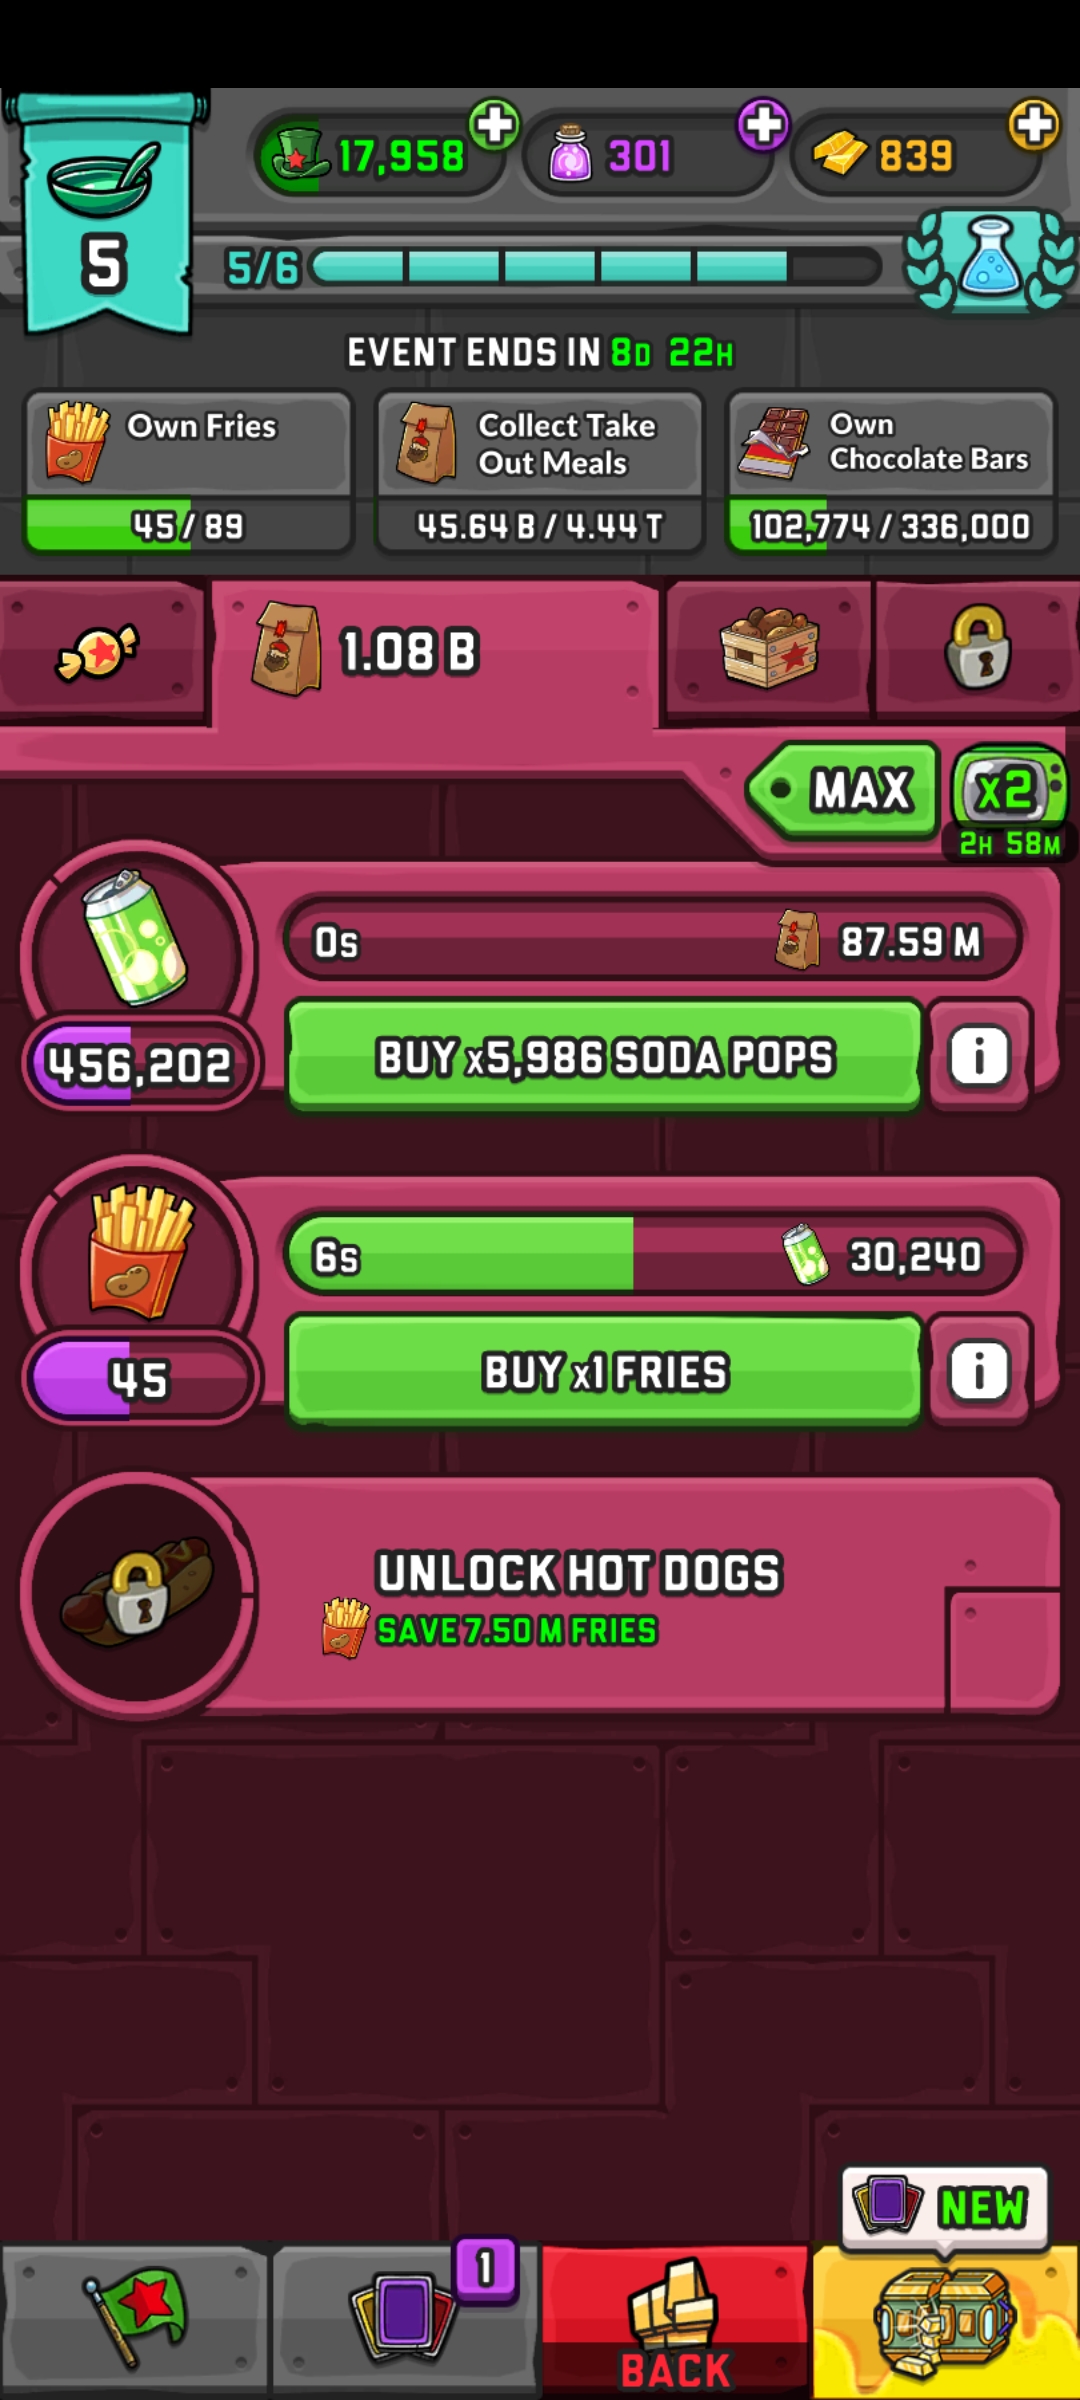 17,958
301
839
5
5/6
EVENT ENDS IN 8D 22H
Own Fries
45/89
Collect Take
Out Meals
45.64 B / 4.44 T
Own
Chocolate Bars
102,774 / 336,000
1.08 B
MAX
x2
2H 58M
0s
87.59 M
456,202
BUY x5,986 SODA POPS
i
6s
30,240
45
BUY x1 FRIES
i
UNLOCK HOT DOGS
SAVE 7.50 M FRIES
NEW
1
BACK